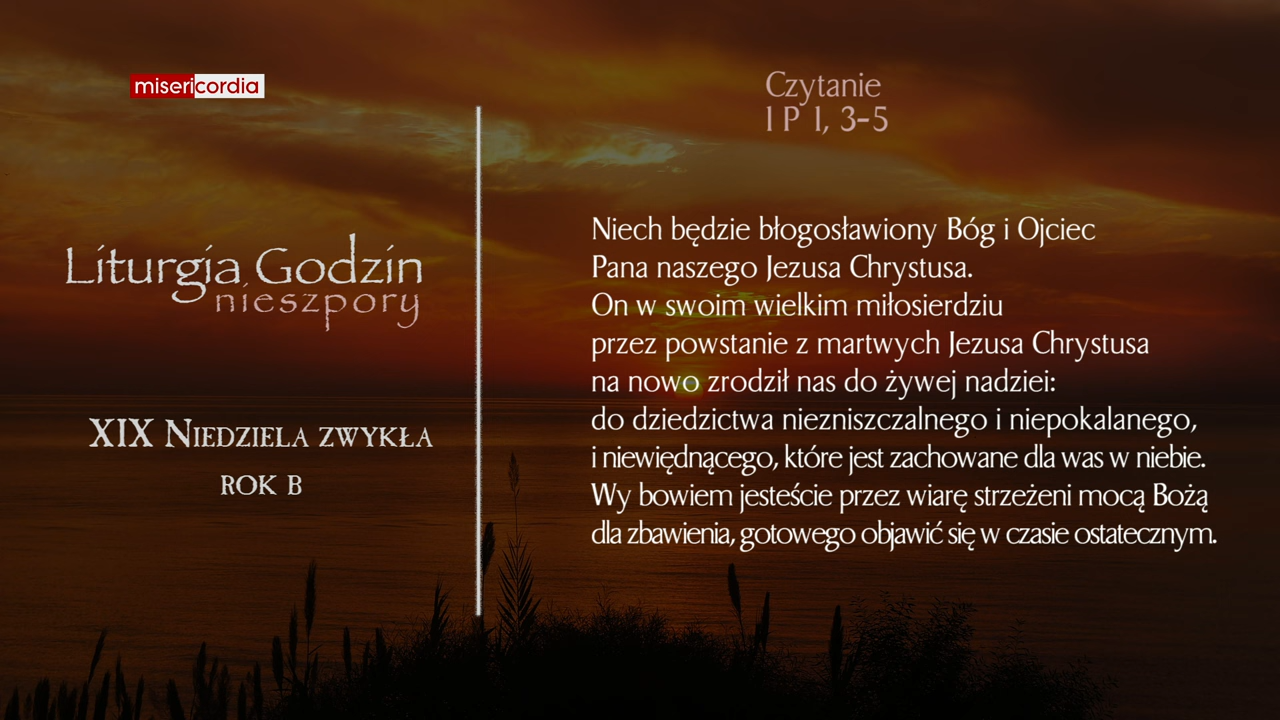 misericordia
Liturgia Godzin
nieszpory
XIX Niedziela zwykła
rok B
Czytanie
1 P 1, 3-5
Niech będzie błogosławiony Bóg i Ojciec
Pana naszego Jezusa Chrystusa.
On w swoim wielkim miłosierdziu
przez powstanie z martwych Jezusa Chrystusa
na nowo zrodził nas do żywej nadziei:
do dziedzictwa niezniszczalnego i niepokalanego,
i niewiędnącego, które jest zachowane dla was w niebie.
Wy bowiem jesteście przez wiarę strzeżeni mocą Bożą
dla zbawienia, gotowego objawić się w czasie ostatecznym.